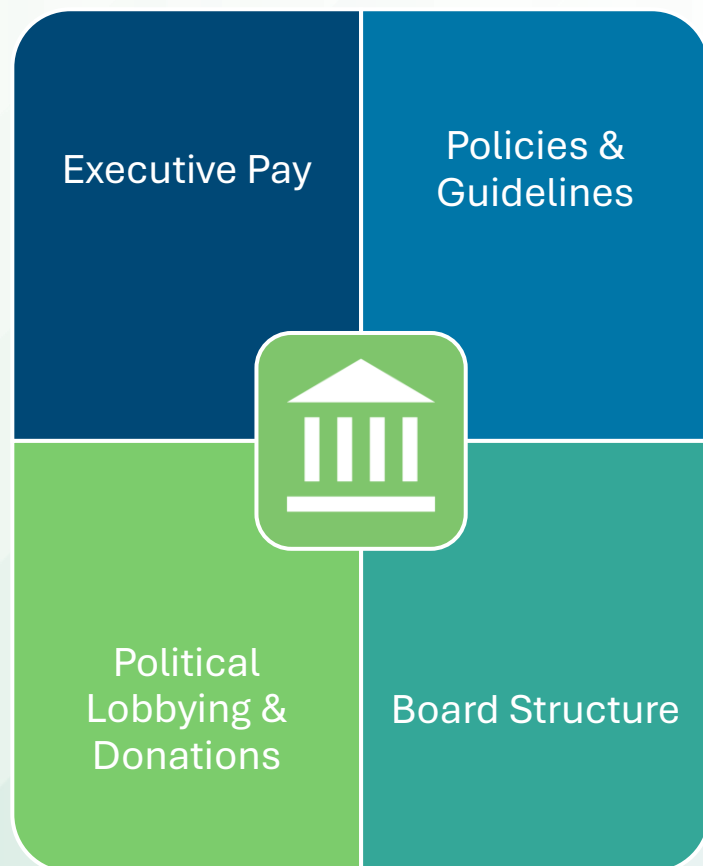 Executive Pay
Policies &
Guidelines
Political
Lobbying &
Donations
Board Structure